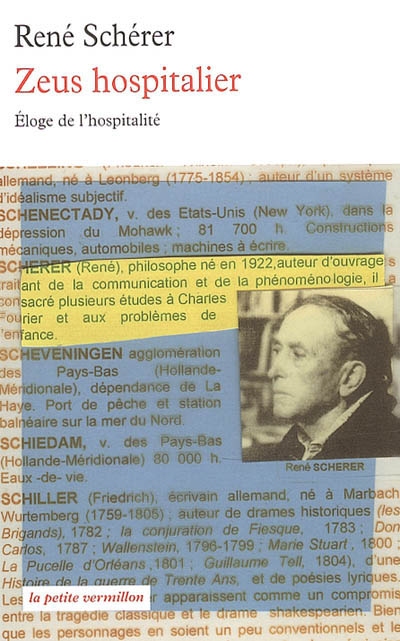 René Schérer
Zeus hospitalier
Éloge de l'hospitalité
allemand, né à Leonberg (1775-1854) ; auteur d'un système
d'idéalisme subjectif.
SCHENECTADY, v. des Etats-Unis (New York), dans la
dépression du Mohawk ; 81 700 h. Constructions
mécaniques, automobiles ; machines à écrire.
SCHERER (René), philosophe né en 1922,auteur d'ouvrages
traitant de la communication et de la phénoménologie, il a
sacré plusieurs études à Charles
Fourier et aux problèmes de
l'enfance.
SCHEVENINGEN agglomération
des Pays-Bas (Hollande-
Méridionale), dépendance de La
Haye. Port de pêche et station
balnéaire sur la mer du Nord.
René SCHERER
SCHIEDAM, v. des Pays-Bas
(Hollande-Méridionale) 80 000 h.
Eaux -de- vie.
SCHILLER (Friedrich), écrivain allemand, né à Marbach
Wurtemberg (1759-1805) ; auteur de drames historiques (les
Brigands), 1782 ; la conjuration de Fiesque, 1783 ; Don
Carlos, 1787 ; Wallenstein, 1796-1799 ; Marie Stuart, 1800 ;
La Pucelle d'Orléans ,1801 ; Guillaume Tell, 1804), d'une
Histoire de la guerre de Trente Ans, et de poésies lyriques.
Les apparaissent comme un compromis
la petite vermillon
entre la tragédie classique et le drame shakespearien. Bien
que ses personnages soient un peu conventionnels et